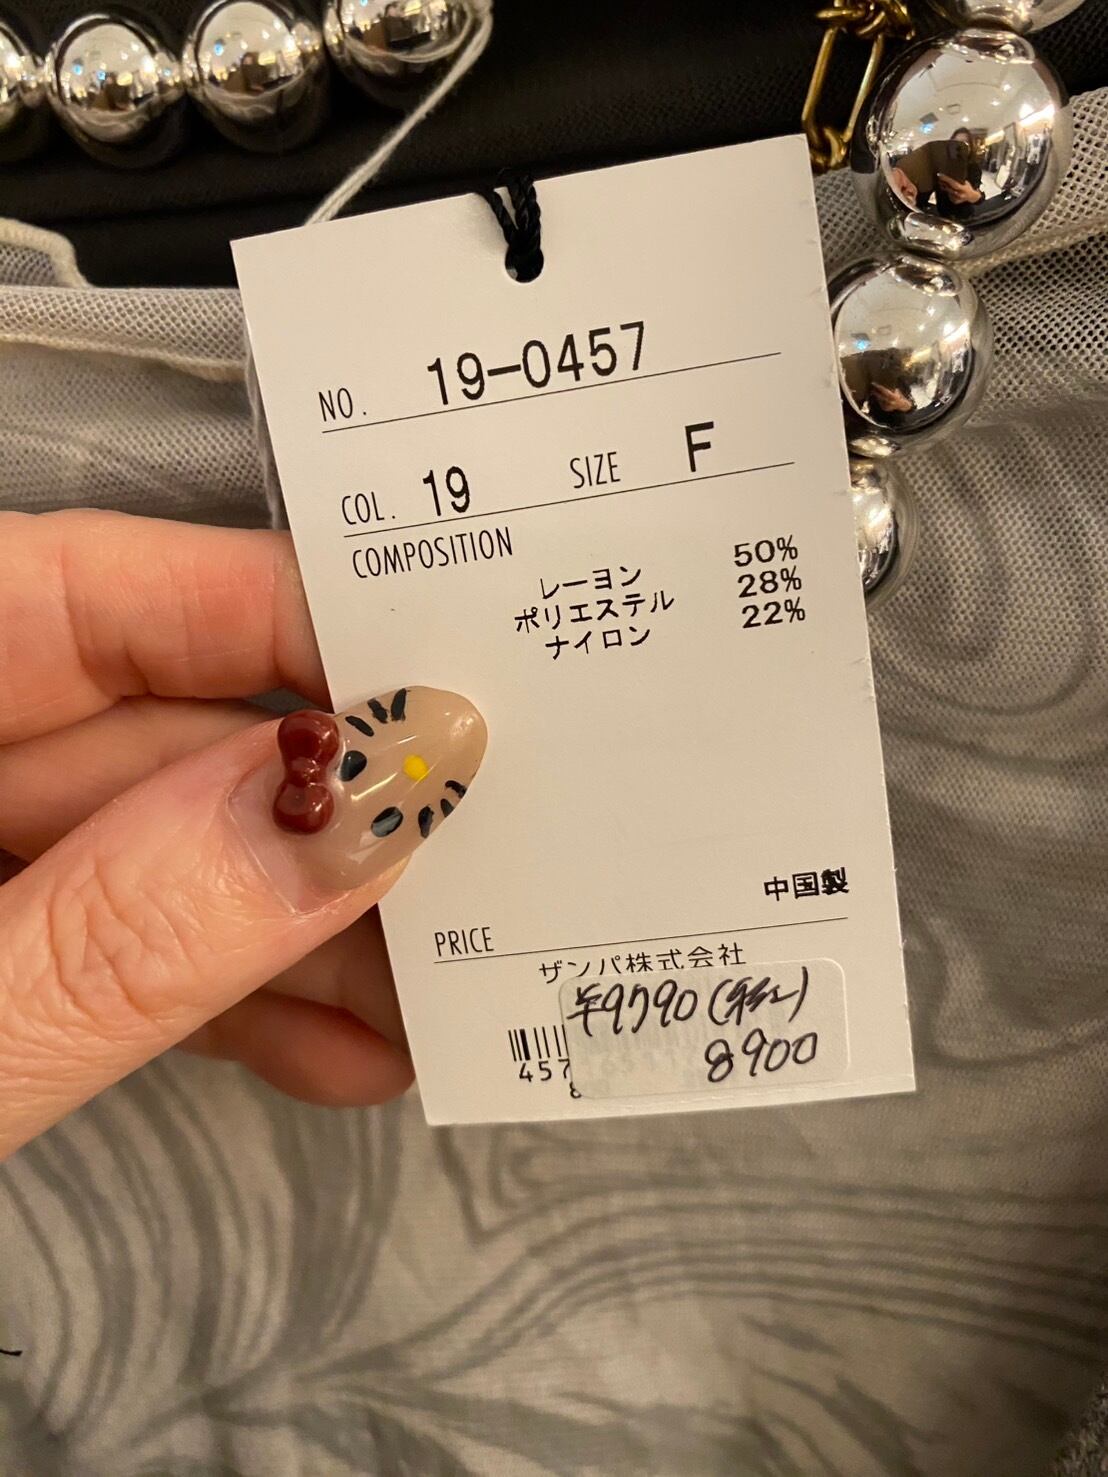 NO. 19-0457
COL. 19 SIZE F
COMPOSITION
レーヨン 50%
ポリエステル 28%
ナイロン 22%
中国製
PRICE
ザンパ株式会社
¥9790(税込)
8900
457
8